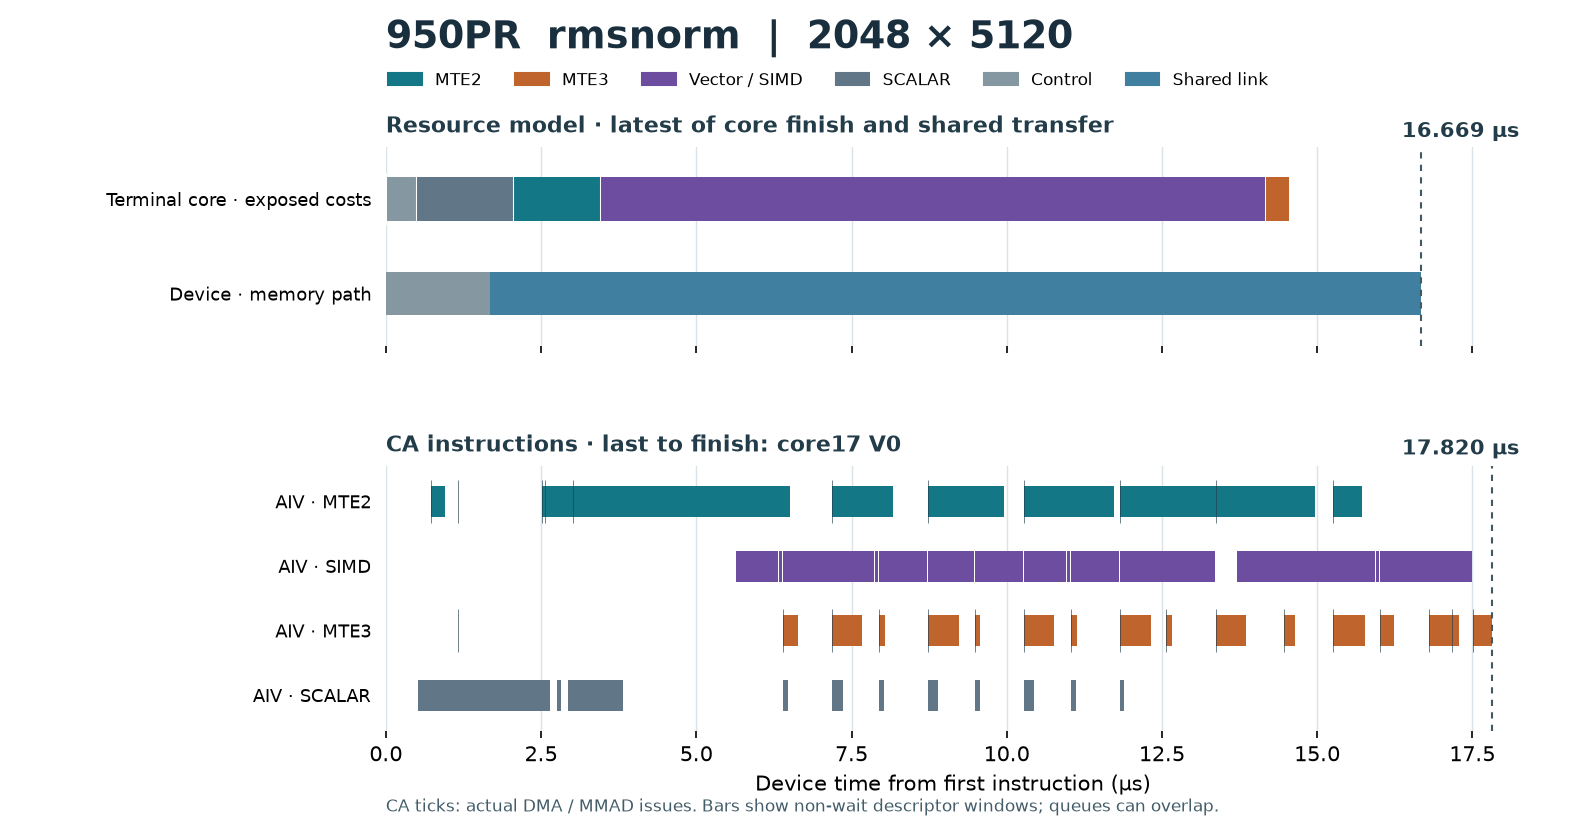 950PR rmsnorm | 2048 × 5120
MTE2 MTE3 Vector / SIMD SCALAR Control Shared link
Resource model · latest of core finish and shared transfer
16.669 µs
Terminal core · exposed costs
Device · memory path
CA instructions · last to finish: core17 V0
17.820 µs
AIV · MTE2
AIV · SIMD
AIV · MTE3
AIV · SCALAR
0.0 2.5 5.0 7.5 10.0 12.5 15.0 17.5
Device time from first instruction (µs)
CA ticks: actual DMA / MMAD issues. Bars show non-wait descriptor windows; queues can overlap.